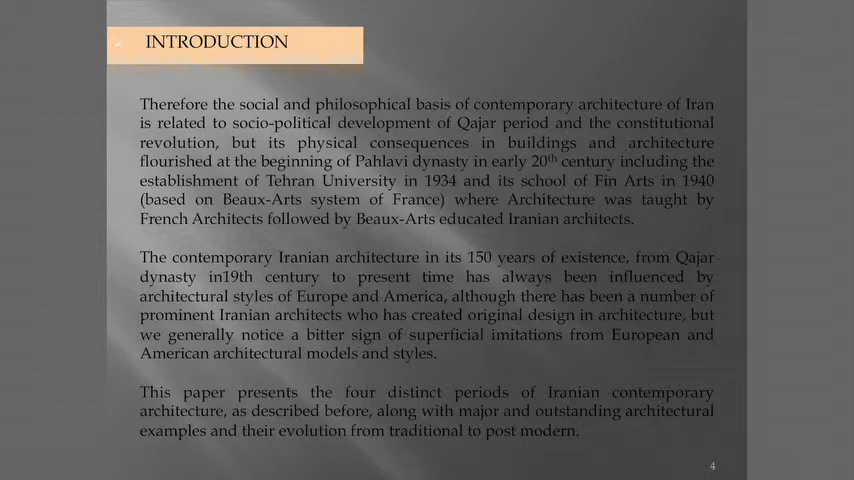 INTRODUCTION
Therefore the social and philosophical basis of contemporary architecture of Iran
is related to socio-political development of Qajar period and the constitutional
revolution, but its physical consequences in buildings and architecture
flourished at the beginning of Pahlavi dynasty in early 20th century including the
establishment of Tehran University in 1934 and its school of Fin Arts in 1940
(based on Beaux-Arts system of France) where Architecture was taught by
French Architects followed by Beaux-Arts educated Iranian architects.
The contemporary Iranian architecture in its 150 years of existence, from Qajar
dynasty in19th century to present time has always been influenced by
architectural styles of Europe and America, although there has been a number of
prominent Iranian architects who has created original design in architecture, but
we generally notice a bitter sign of superficial imitations from European and
American architectural models and styles.
This paper presents the four distinct periods of Iranian contemporary
architecture, as described before, along with major and outstanding architectural
examples and their evolution from traditional to post modern.
4